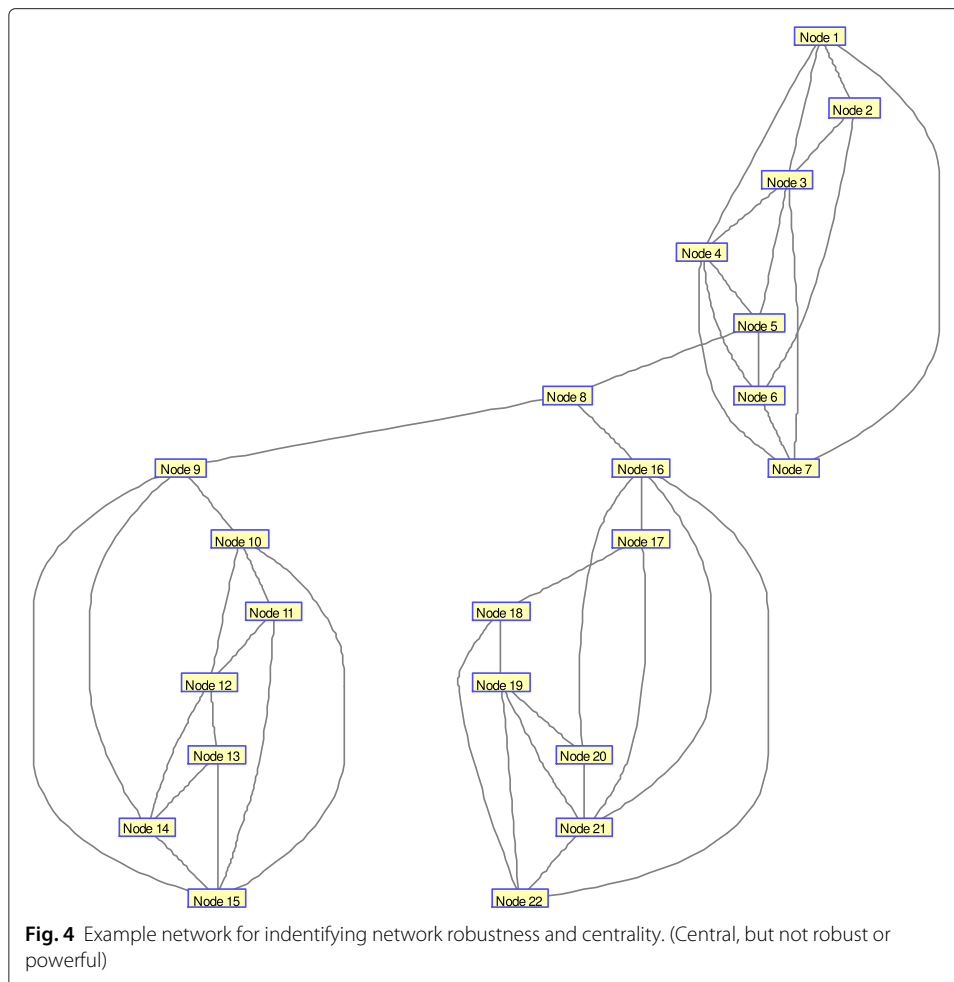 Node 1
Node 2
Node 3
Node 4
Node 5
Node 6
Node 8
Node 7
Node 9
Node 16
Node 10
Node 17
Node 11
Node 18
Node 12
Node 19
Node 13
Node 20
Node 14
Node 21
Node 15
Node 22
Fig. 4 Example network for indentifying network robustness and centrality. (Central, but not robust or
powerful)